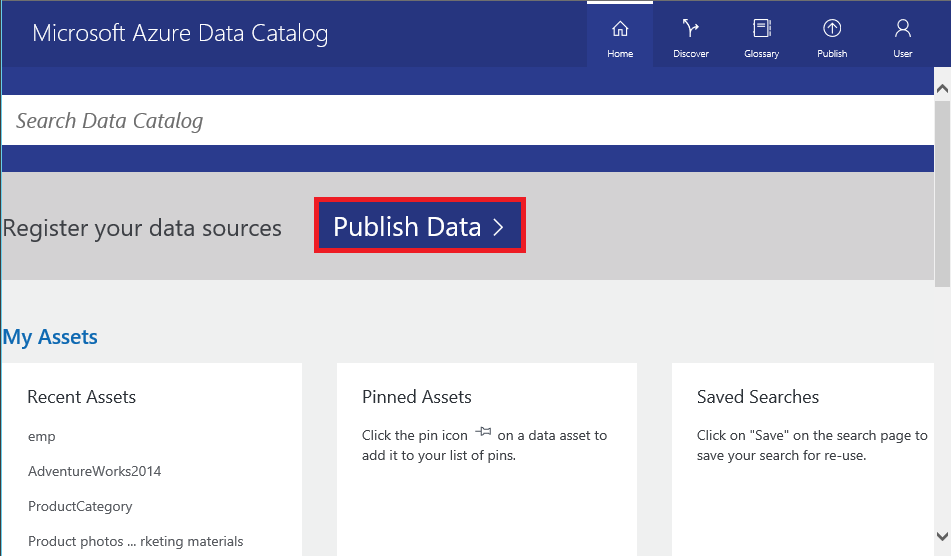 Microsoft Azure Data Catalog
Home
Discover
Glossary
Publish
User
Search Data Catalog
Register your data sources
Publish Data
My Assets
Recent Assets
emp
AdventureWorks2014
ProductCategory
Product photos ... rketing materials
Pinned Assets
Click the pin icon on a data asset to
add it to your list of pins.
Saved Searches
Click on "Save" on the search page to
save your search for re-use.